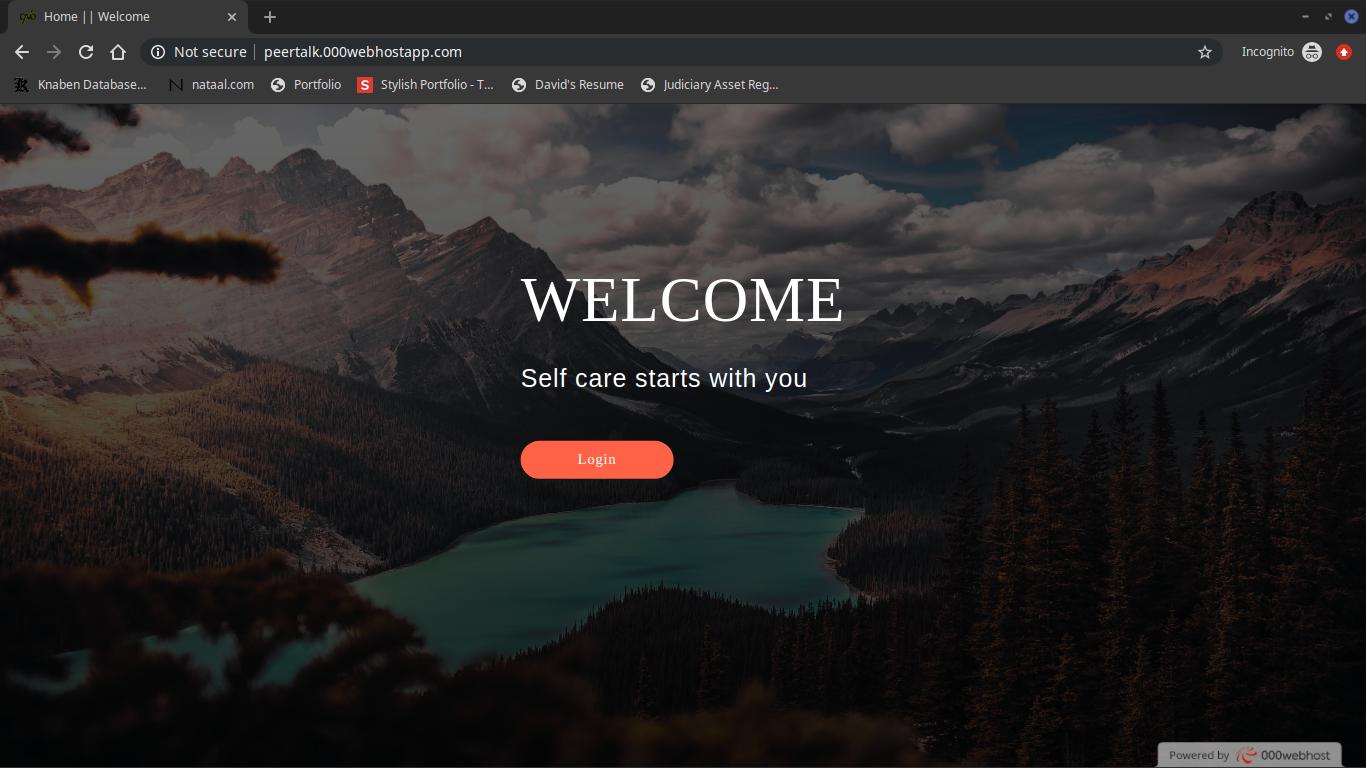 Home || Welcome
Not secure
peertalk.000webhostapp.com
Incognito
Knaben Database...
nataal.com
Portfolio
S
Stylish Portfolio - T...
David's Resume
Judiciary Asset Reg...
WELCOME
Self care starts with you
Login
Powered by 000webhost